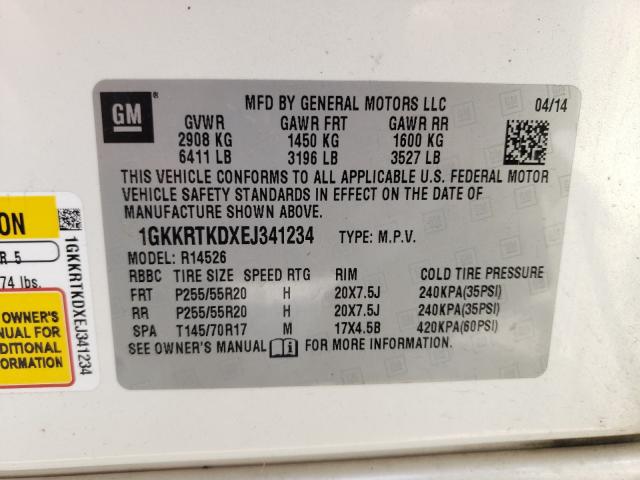 GM
MFD BY GENERAL MOTORS LLC 04/14
GVWR GAWR FRT GAWR RR
2908 KG 1450 KG 1600 KG
6411 LB 3196 LB 3527 LB
THIS VEHICLE CONFORMS TO ALL APPLICABLE U.S. FEDERAL MOTOR
VEHICLE SAFETY STANDARDS IN EFFECT ON THE DATE OF
MANUFACTURE SHOWN ABOVE.
1GKKRTKDXEJ341234 TYPE: M.P.V.
MODEL: R14526
RBBC TIRE SIZE SPEED RTG RIM COLD TIRE PRESSURE
FRT P255/55R20 H 20X7.5J 240KPA(35PSI)
RR P255/55R20 H 20X7.5J 240KPA(35PSI)
SPA T145/70R17 M 17X4.5B 420KPA(60PSI)
SEE OWNER'S MANUAL FOR MORE INFORMATION.
ON
R 5
74 lbs.
OWNER'S
NUAL FOR
DITIONAL
RMATION
1GKKRTKDXEJ341234